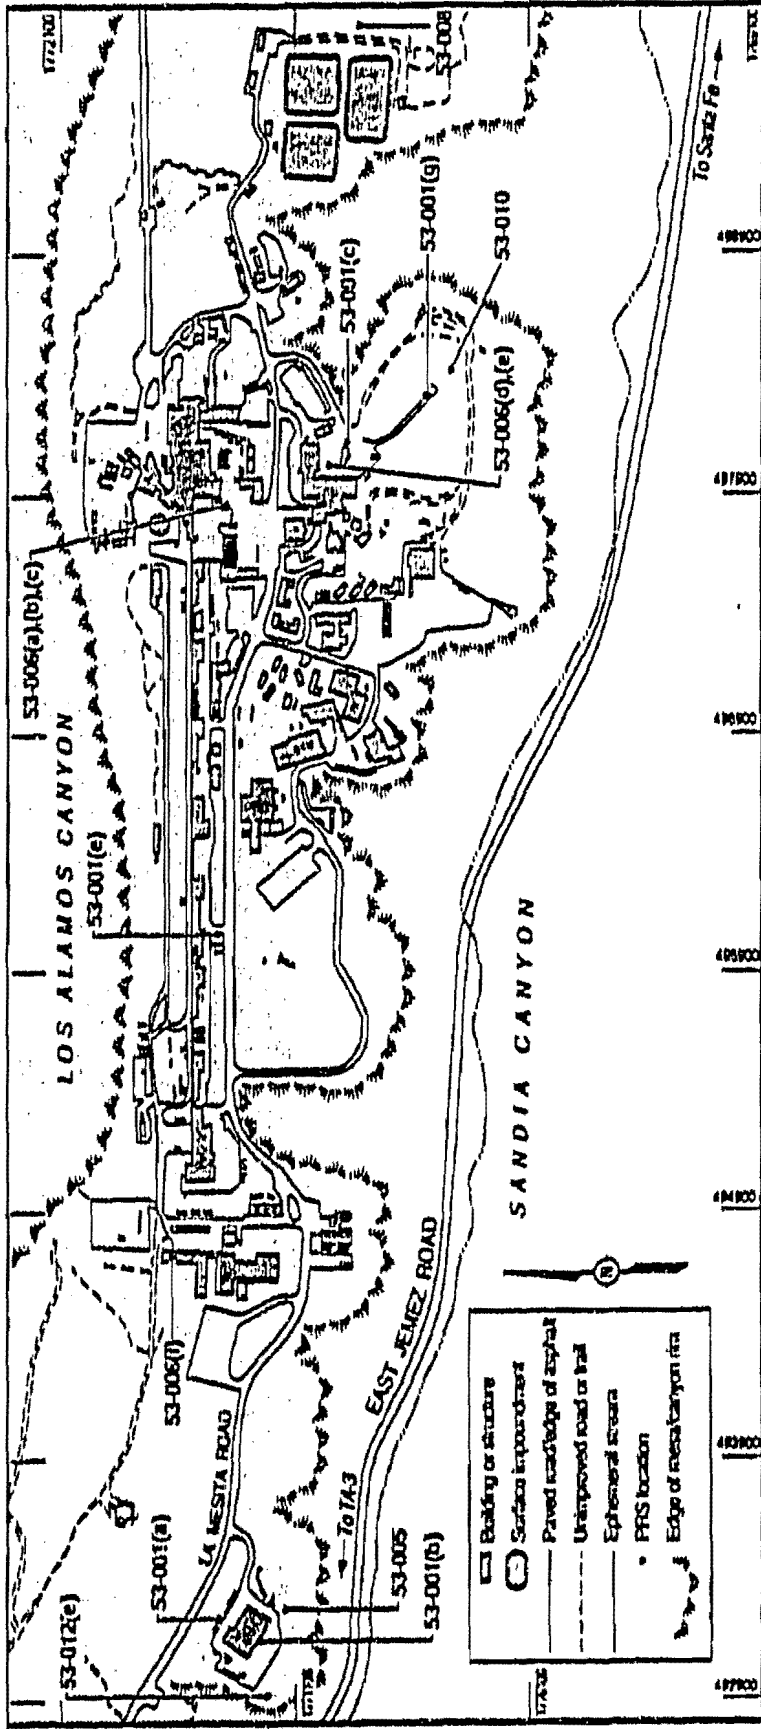 LOS ALAMOS CANYON
53-006(a),(b),(c)
53-001(e)
53-008
53-001(c)
53-001(g)
53-010
53-006(d),(e)
53-006(f)
LA MESITA ROAD
53-012(e)
53-001(a)
53-005
53-001(b)
To TA-3
EAST JEMEZ ROAD
SANDIA CANYON
To Santa Fe
N
Building or structure
Surface impoundment
Paved road/edge of asphalt
Unimproved road or trail
Ephemeral stream
PRS location
Edge of mesa/canyon rim